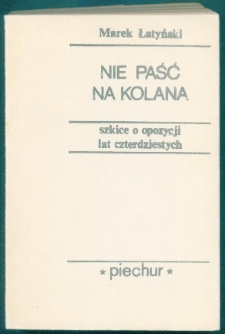 Marek Łatyński
NIE PAŚĆ
NA KOLANA
szkice o opozycji
lat czterdziestych
* piechur *